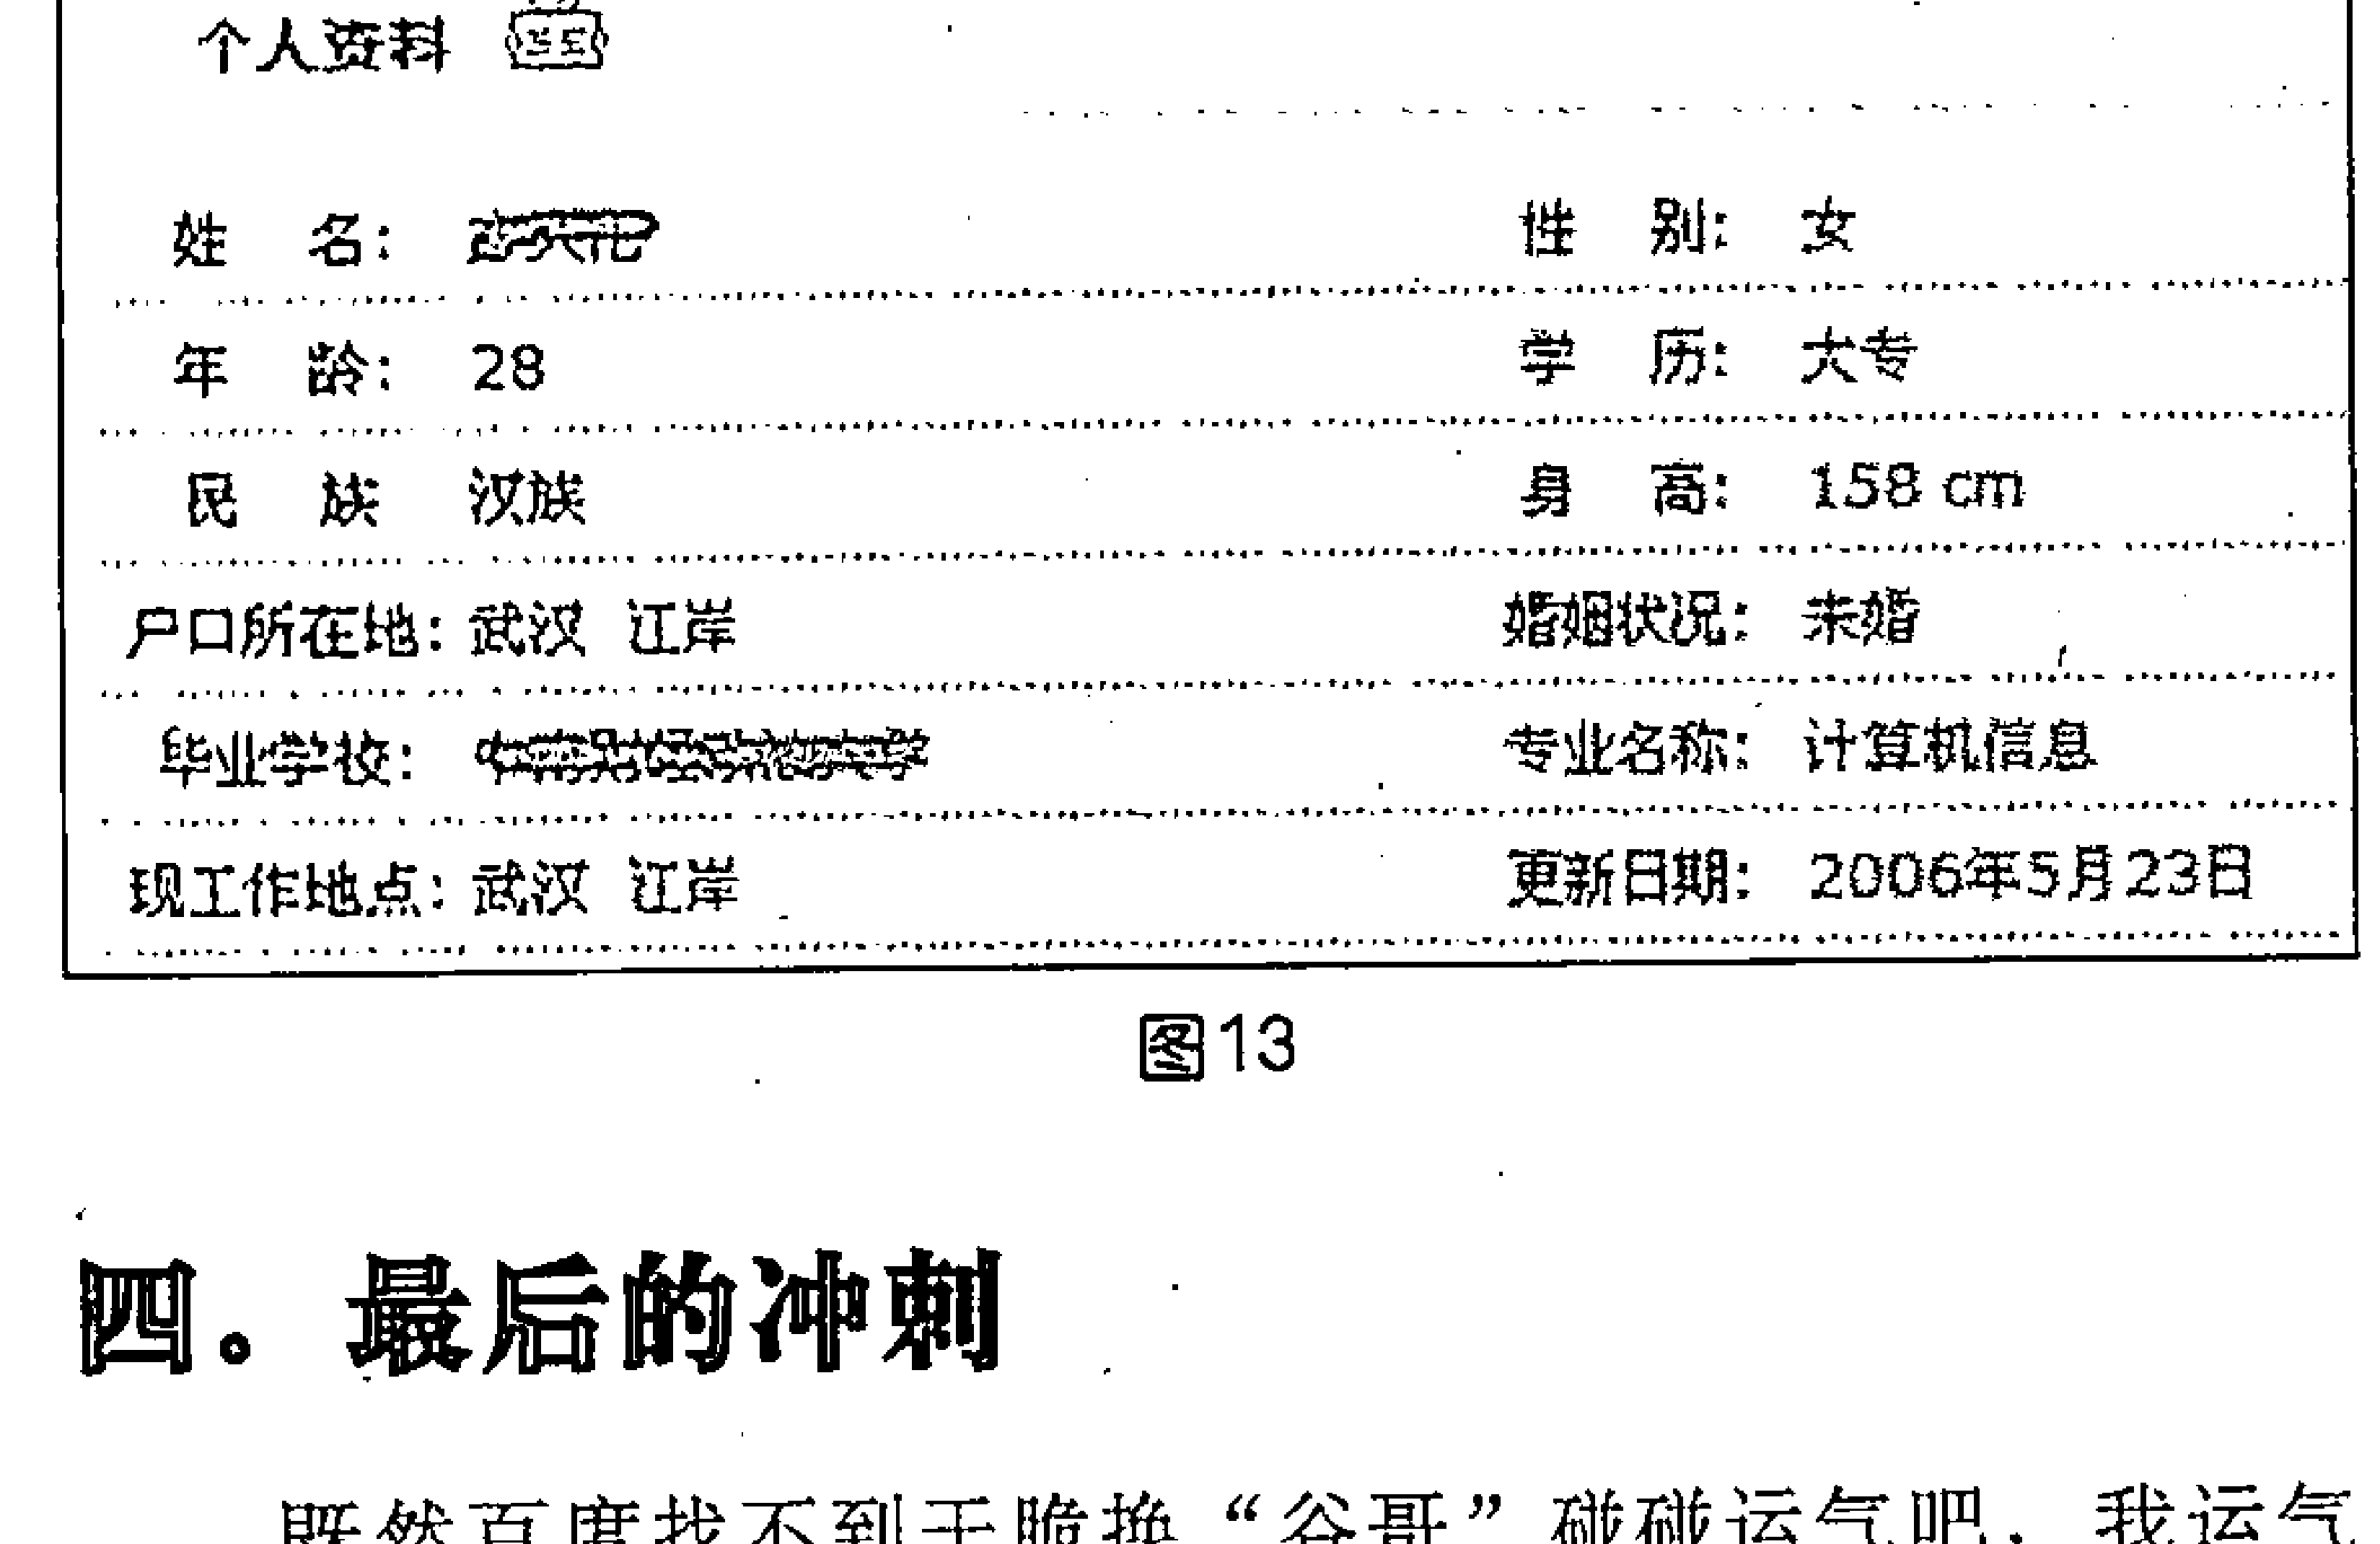 个人资料
姓 名: 性 别: 女
年 龄: 28 学 历: 大专
民 族 汉族 身 高: 158 cm
户口所在地: 武汉 江岸 婚姻状况: 未婚
毕业学校: 专业名称: 计算机信息
现工作地点: 武汉 江岸 更新日期: 2006年5月23日
图13
四。最后的冲刺
既然百度找不到干脆换“谷哥”碰碰运气吧，我运气